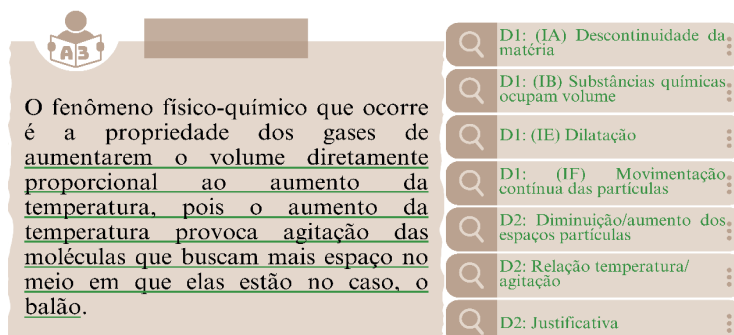 A3
O fenômeno físico-químico que ocorre
é a propriedade dos gases de
aumentarem o volume diretamente
proporcional ao aumento da
temperatura, pois o aumento da
temperatura provoca agitação das
moléculas que buscam mais espaço no
meio em que elas estão no caso, o
balão.
D1: (IA) Descontinuidade da
matéria
D1: (IB) Substâncias químicas
ocupam volume
D1: (IE) Dilatação
D1: (IF) Movimentação
contínua das partículas
D2: Diminuição/aumento dos
espaços partículas
D2: Relação temperatura/
agitação
D2: Justificativa